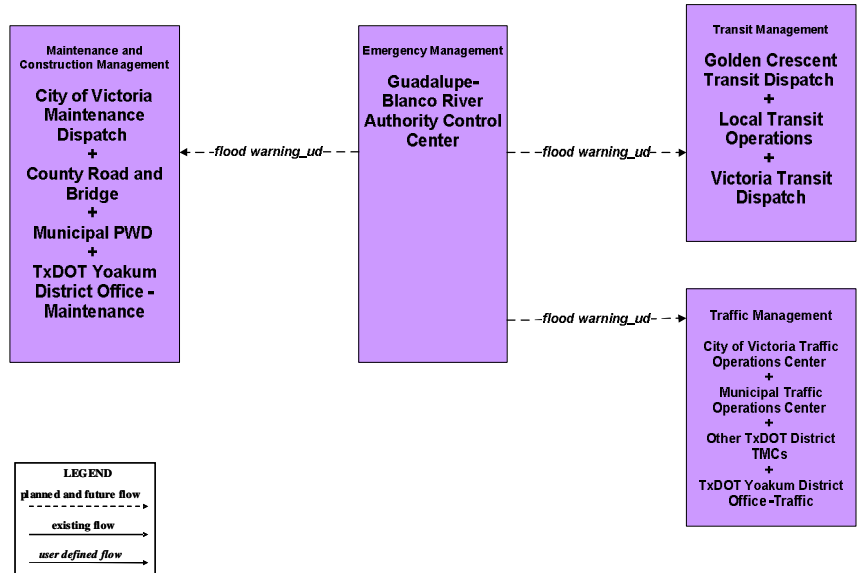 Maintenance and
Construction Management
City of Victoria
Maintenance
Dispatch
+
County Road and
Bridge
+
Municipal PWD
+
TxDOT Yoakum
District Office -
Maintenance
flood warning_ud
Emergency Management
Guadalupe-
Blanco River
Authority Control
Center
flood warning_ud
Transit Management
Golden Crescent
Transit Dispatch
+
Local Transit
Operations
+
Victoria Transit
Dispatch
flood warning_ud
Traffic Management
City of Victoria Traffic
Operations Center
+
Municipal Traffic
Operations Center
+
Other TxDOT District
TMCs
+
TxDOT Yoakum District
Office -Traffic
LEGEND
planned and future flow
existing flow
user defined flow